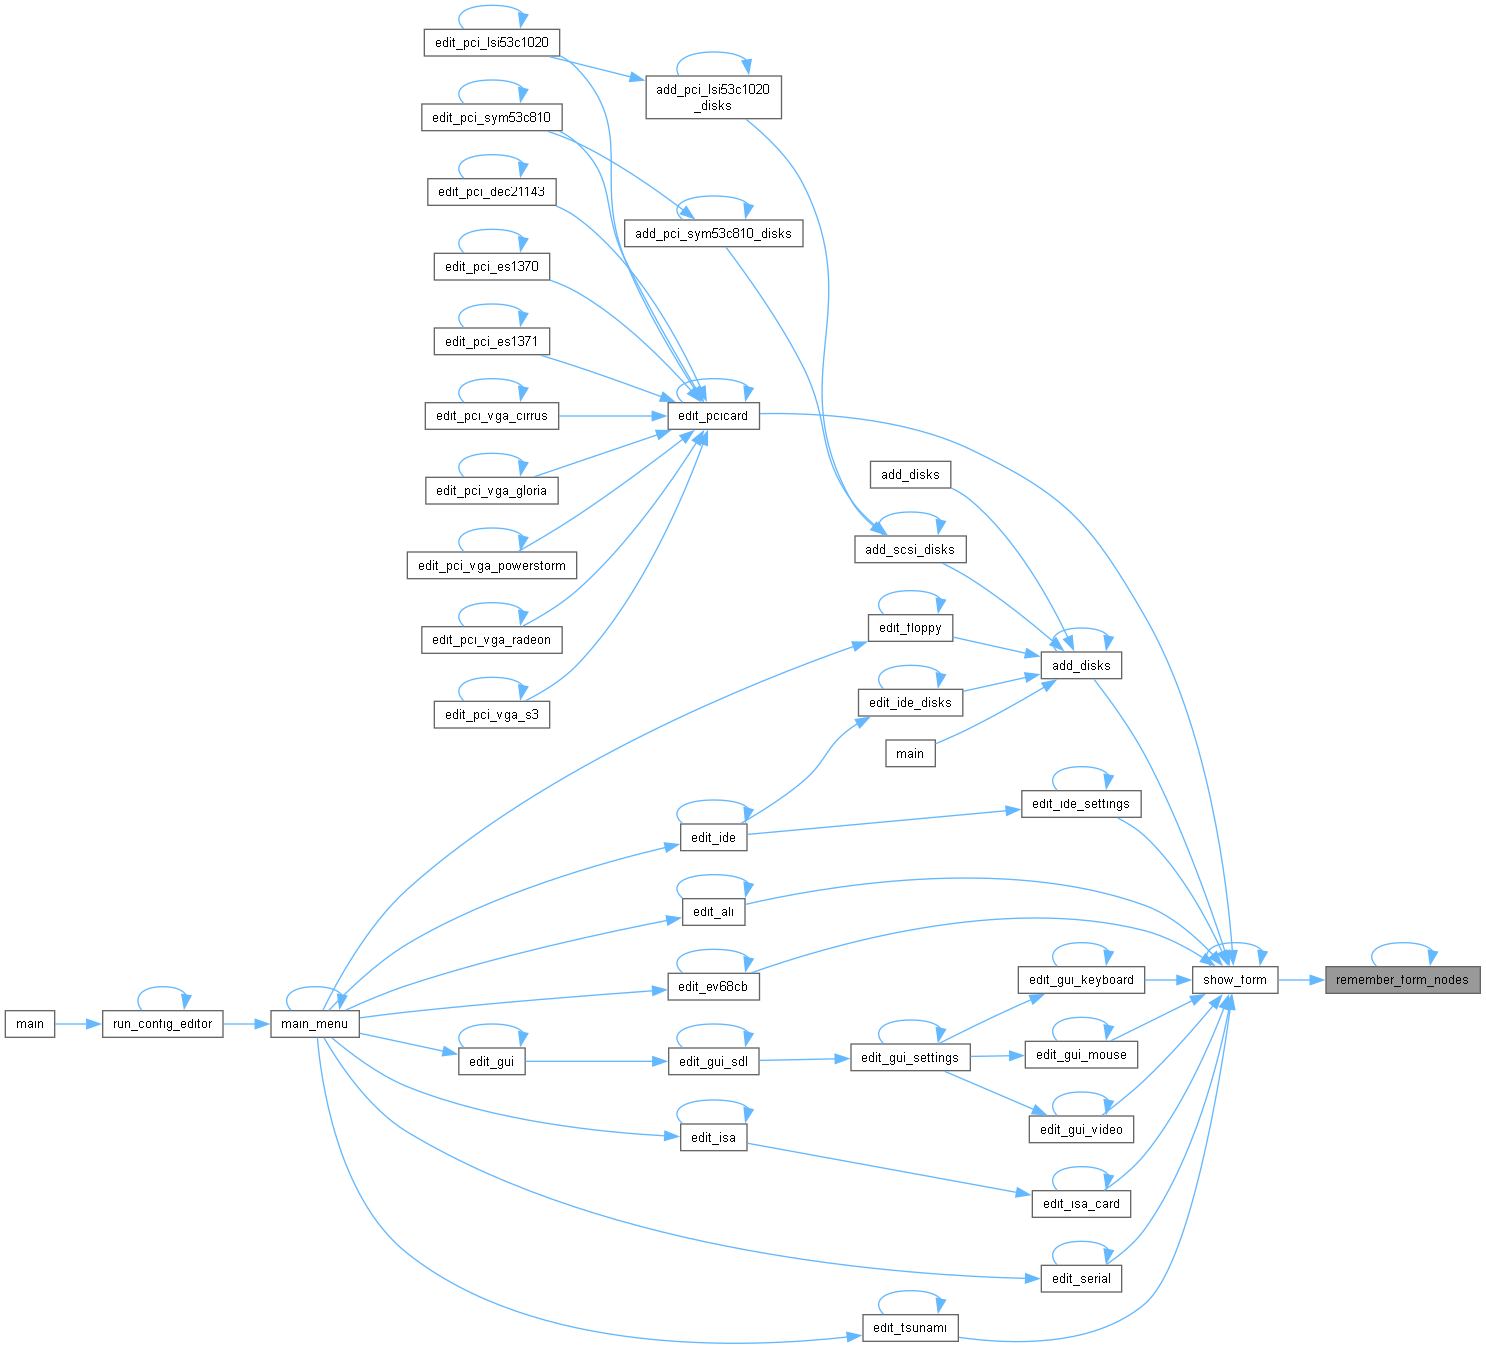 edit_pci_lsi53c1020
add_pci_lsi53c1020
_disks
edit_pci_sym53c810
edit_pci_dec21143
add_pci_sym53c810_disks
edit_pci_es1370
edit_pci_es1371
edit_pci_vga_cirrus
edit_pcicard
add_disks
edit_pci_vga_gloria
add_scsi_disks
edit_pci_vga_powerstorm
edit_floppy
edit_pci_vga_radeon
add_disks
edit_ide_disks
edit_pci_vga_s3
main
edit_ide_settings
edit_ide
edit_ali
edit_gui_keyboard
show_form
remember_form_nodes
edit_ev68cb
main
run_config_editor
main_menu
edit_gui
edit_gui_sdl
edit_gui_settings
edit_gui_mouse
edit_gui_video
edit_isa
edit_isa_card
edit_serial
edit_tsunami